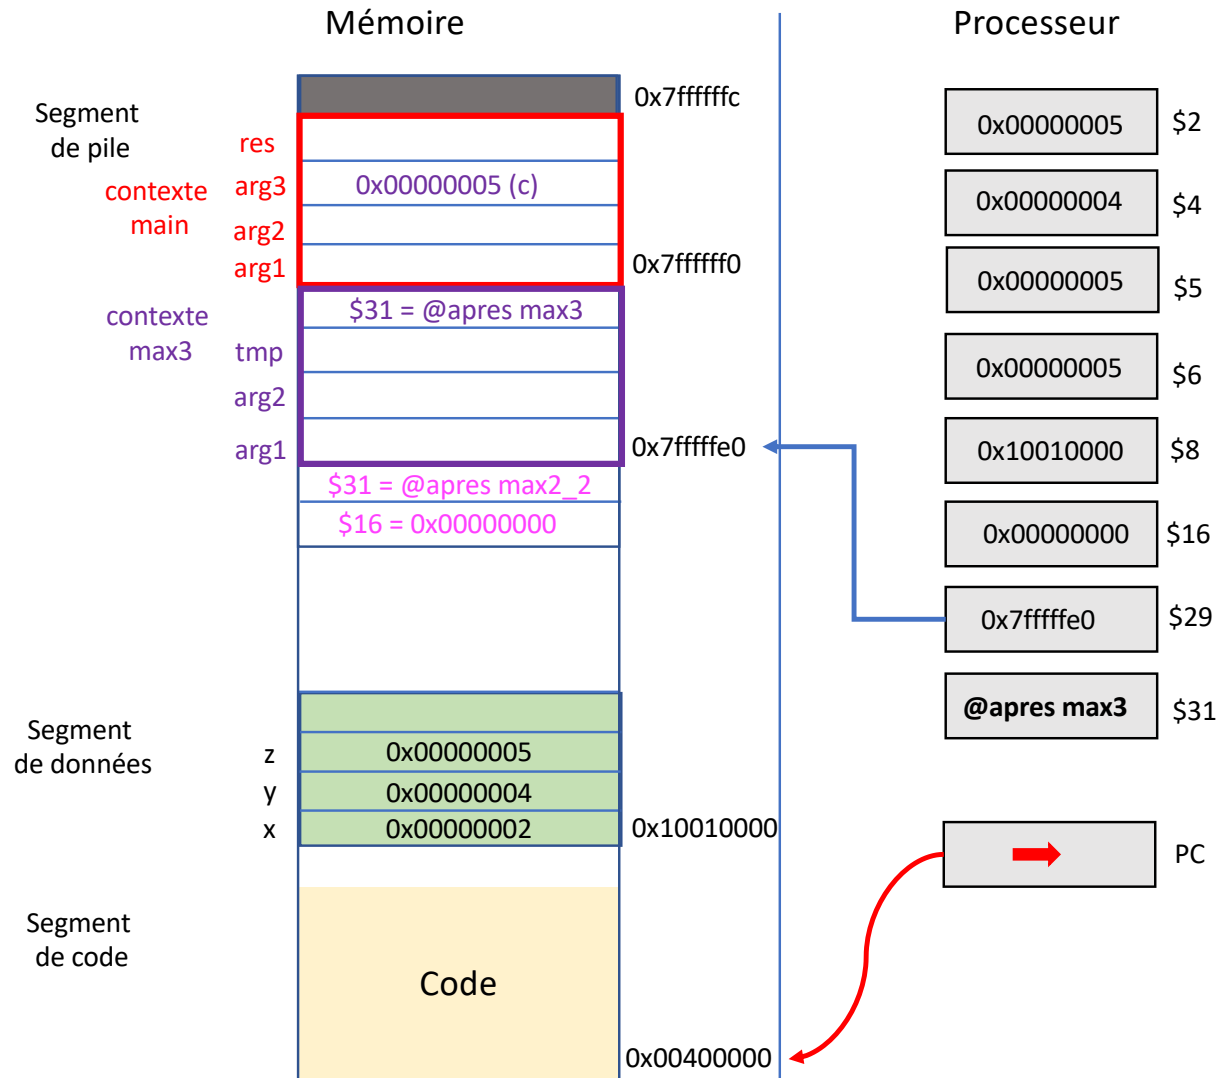 Mémoire
Processeur
0x7ffffffc
Segment
de pile
res
contexte
main
arg3
0x00000005 (c)
arg2
arg1
0x7ffffff0
contexte
max3
$31 = @apres max3
tmp
arg2
arg1
0x7fffffe0
$31 = @apres max2_2
$16 = 0x00000000
Segment
de données
z
0x00000005
y
0x00000004
x
0x00000002
0x10010000
Segment
de code
Code
0x00400000
0x00000005 $2
0x00000004 $4
0x00000005 $5
0x00000005 $6
0x10010000 $8
0x00000000 $16
0x7fffffe0 $29
@apres max3 $31
PC